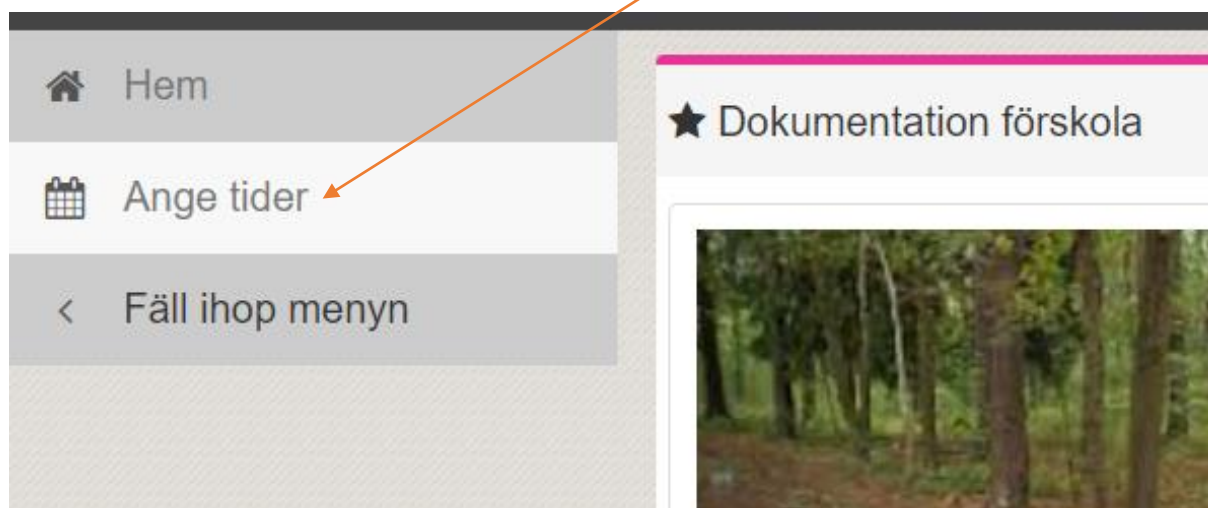 Hem
Ange tider
Fäll ihop menyn
Dokumentation förskola